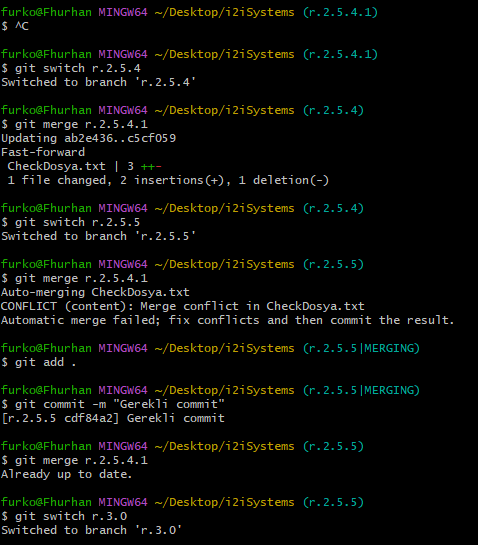 furko@Fhurhan MINGW64 ~/Desktop/i2iSystems (r.2.5.4.1)
$ ^C
furko@Fhurhan MINGW64 ~/Desktop/i2iSystems (r.2.5.4.1)
$ git switch r.2.5.4
Switched to branch 'r.2.5.4'
furko@Fhurhan MINGW64 ~/Desktop/i2iSystems (r.2.5.4)
$ git merge r.2.5.4.1
Updating ab2e436..c5cf059
Fast-forward
CheckDosya.txt | 3 ++-
1 file changed, 2 insertions(+), 1 deletion(-)
furko@Fhurhan MINGW64 ~/Desktop/i2iSystems (r.2.5.4)
$ git switch r.2.5.5
Switched to branch 'r.2.5.5'
furko@Fhurhan MINGW64 ~/Desktop/i2iSystems (r.2.5.5)
$ git merge r.2.5.4.1
Auto-merging CheckDosya.txt
CONFLICT (content): Merge conflict in CheckDosya.txt
Automatic merge failed; fix conflicts and then commit the result.
furko@Fhurhan MINGW64 ~/Desktop/i2iSystems (r.2.5.5|MERGING)
$ git add .
furko@Fhurhan MINGW64 ~/Desktop/i2iSystems (r.2.5.5|MERGING)
$ git commit -m "Gerekli commit"
[r.2.5.5 cdf84a2] Gerekli commit
furko@Fhurhan MINGW64 ~/Desktop/i2iSystems (r.2.5.5)
$ git merge r.2.5.4.1
Already up to date.
furko@Fhurhan MINGW64 ~/Desktop/i2iSystems (r.2.5.5)
$ git switch r.3.0
Switched to branch 'r.3.0'